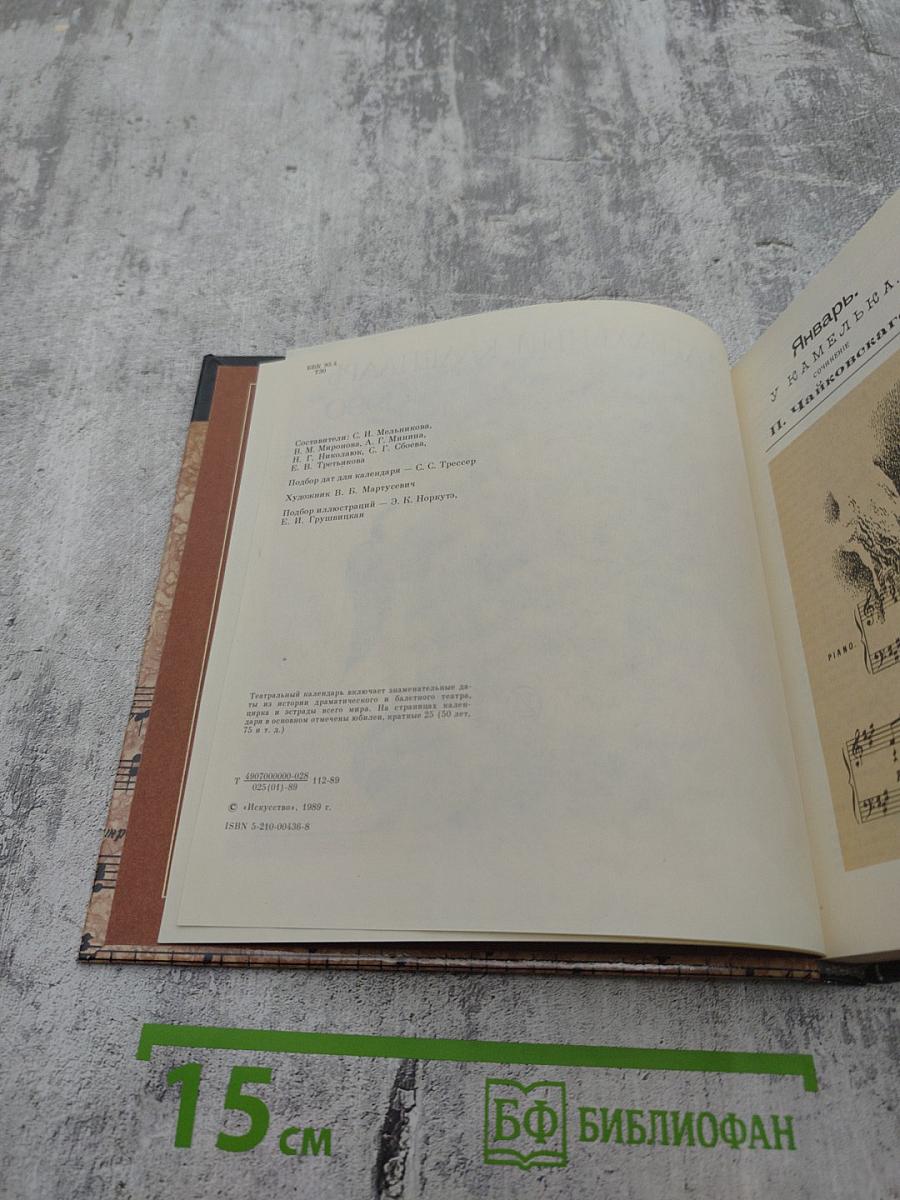 ББК 85.4
Т30
Составители: С. И. Мельникова,
В. М. Миронова, А. Г. Минина,
Н. Г. Николаюк, С. Г. Сбоева,
Е. В. Третьякова
Подбор дат для календаря — С. С. Трессер
Художник В. Б. Мартусевич
Подбор иллюстраций — Э. К. Норкутэ,
Е. И. Грушвицкая
Театральный календарь включает знаменательные да-
ты из истории драматического и балетного театра,
цирка и эстрады всего мира. На страницах кален-
даря в основном отмечены юбилеи, кратные 25 (50 лет,
75 и т. д.)
Т 4907000000-028 112-89
025(01)-89
© «Искусство», 1989 г.
ISBN 5-210-00436-8
Январь.
У КАМЕЛЬКА.
СОЧИНЕНІЕ
П. Чайковскаго
PIANO.
15 см
БФ БИБЛИОФАН